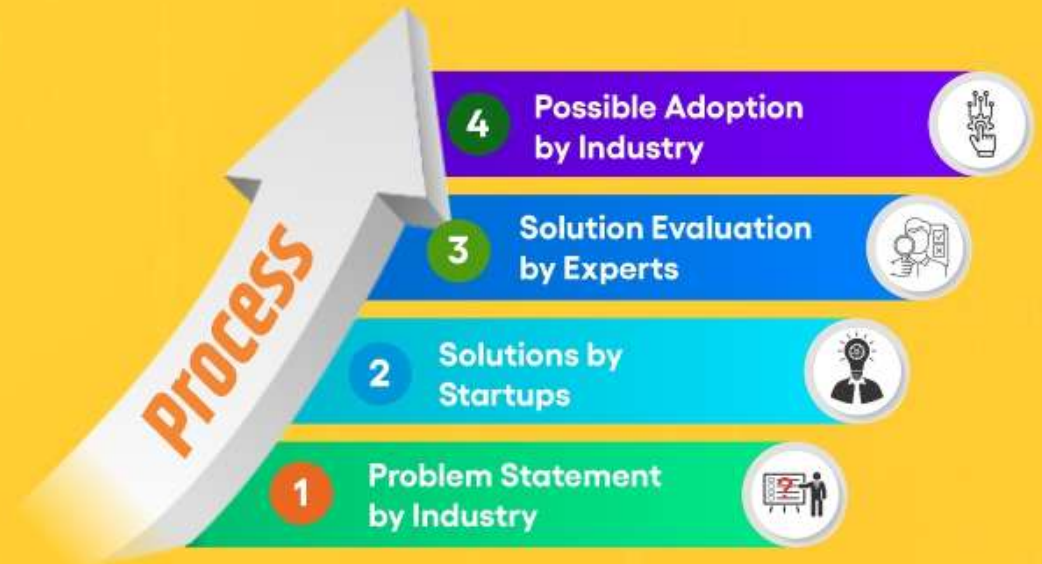 Process
4
Possible Adoption
by Industry
3
Solution Evaluation
by Experts
2
Solutions by
Startups
1
Problem Statement
by Industry
?